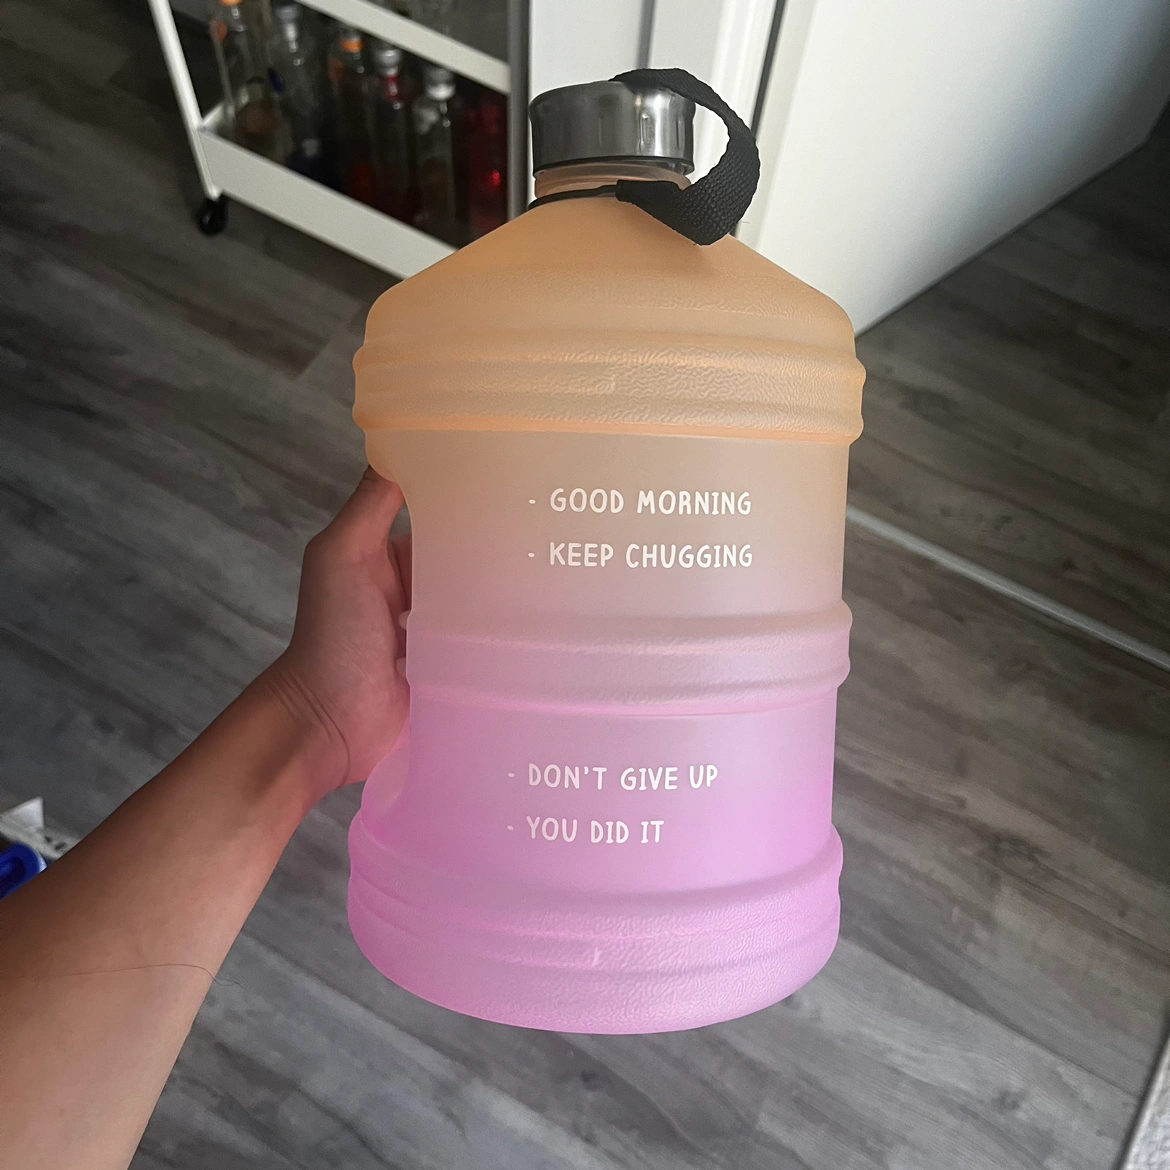 - GOOD MORNING
- KEEP CHUGGING
- DON'T GIVE UP
- YOU DID IT